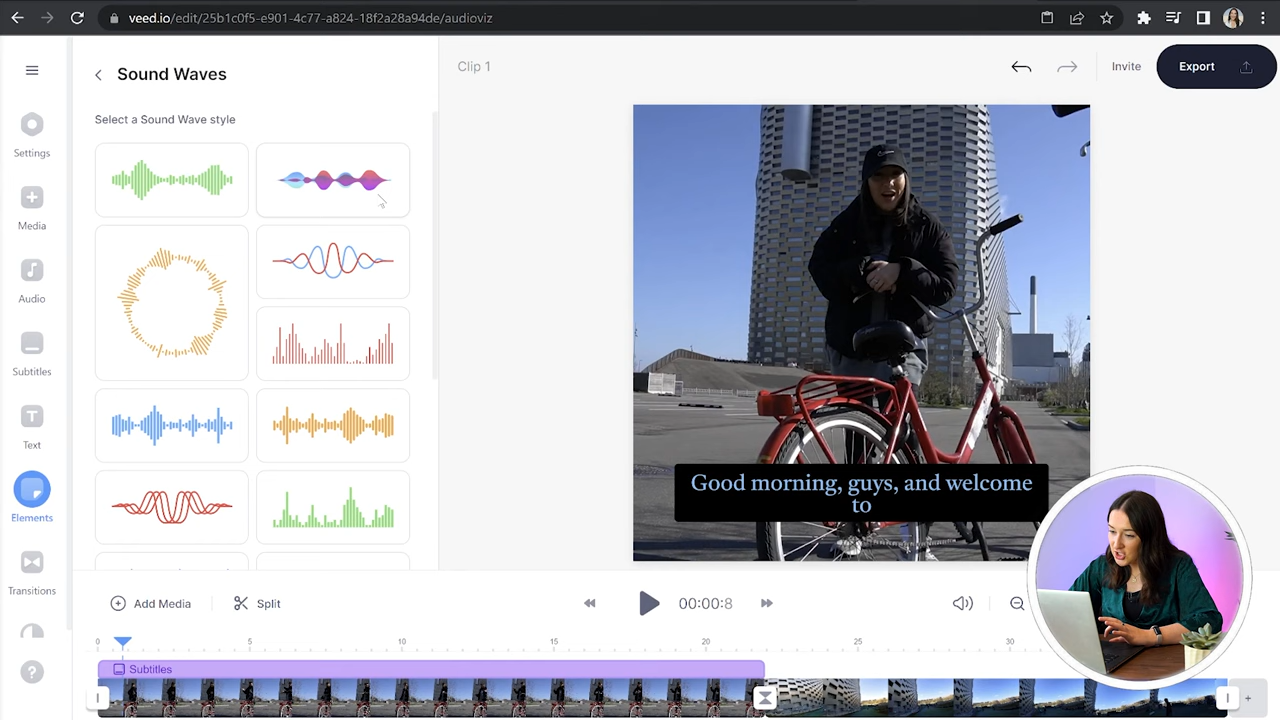 veed.io/edit/25b1c0f5-e901-4c77-a824-18f2a28a94de/audioviz
Sound Waves
Clip 1
Invite
Export
Select a Sound Wave style
Settings
Media
Audio
Subtitles
Text
Elements
Transitions
Good morning, guys, and welcome
to
Add Media
Split
00:00:8
0
5
10
15
20
25
30
Subtitles